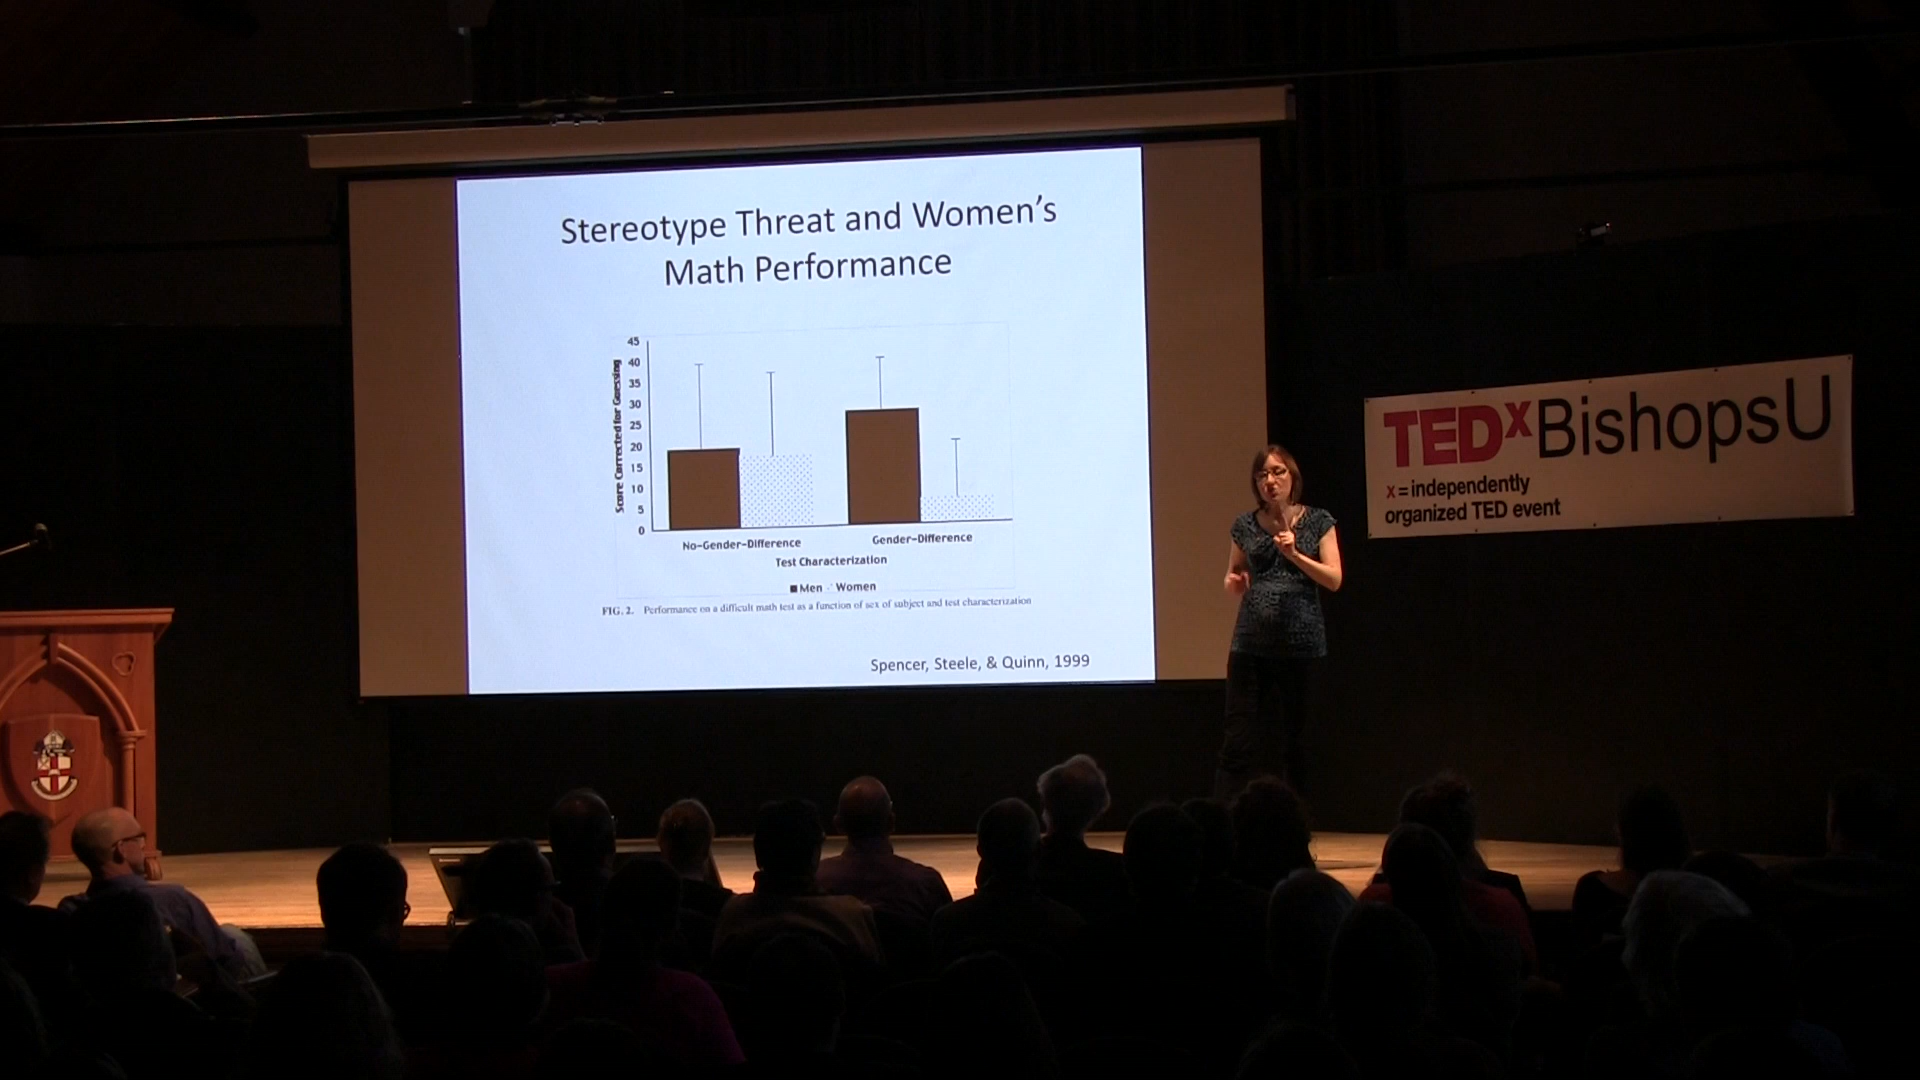 Stereotype Threat and Women's
Math Performance
Score Corrected for Guessing
45
40
35
30
25
20
15
10
5
0
No-Gender-Difference Gender-Difference
Test Characterization
Men Women
FIG. 2. Performance on a difficult math test as a function of sex of subject and test characterization
Spencer, Steele, & Quinn, 1999
TEDxBishopsU
x = independently
organized TED event